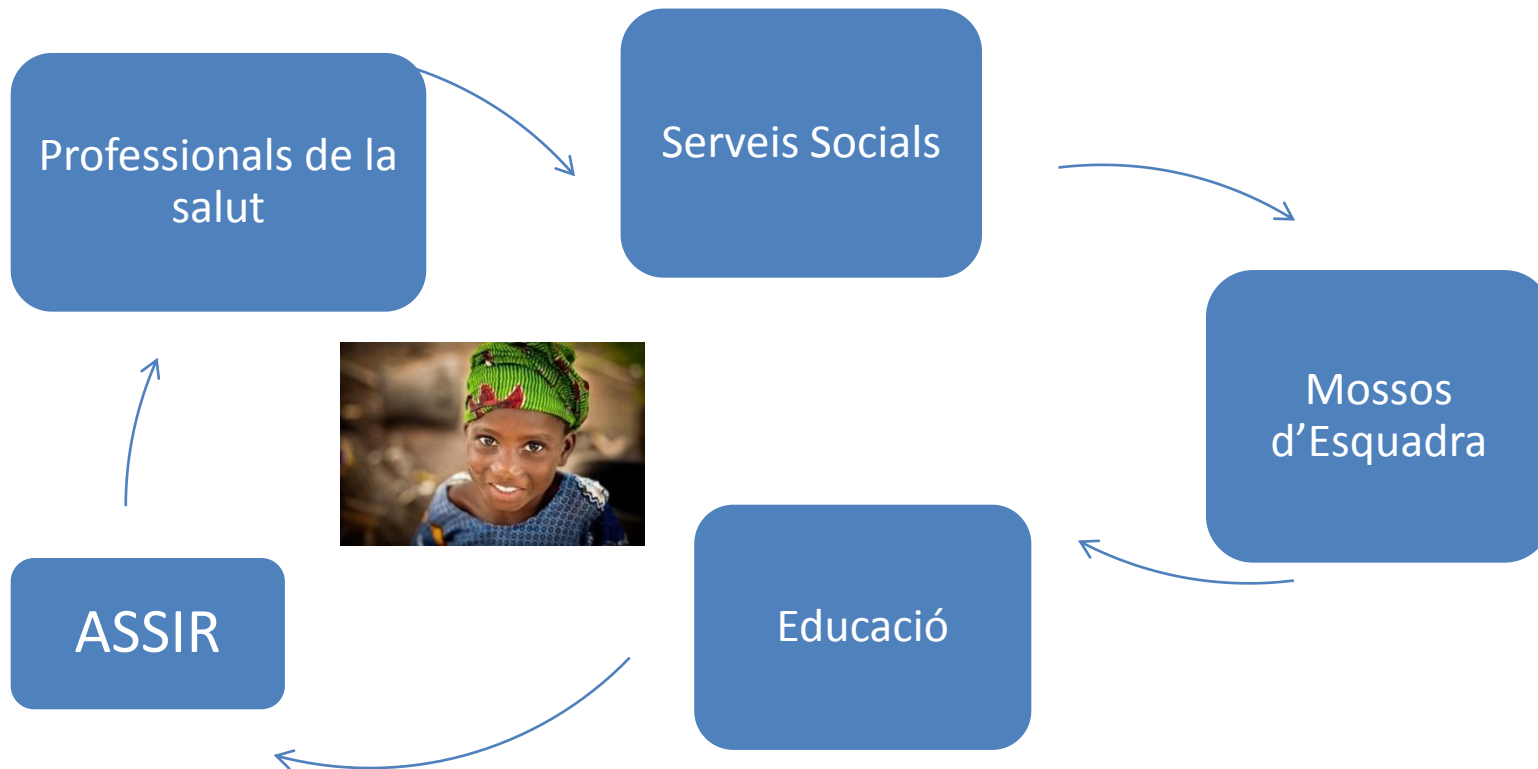 Professionals de la
salut
Serveis Socials
Mossos
d’Esquadra
Educació
ASSIR